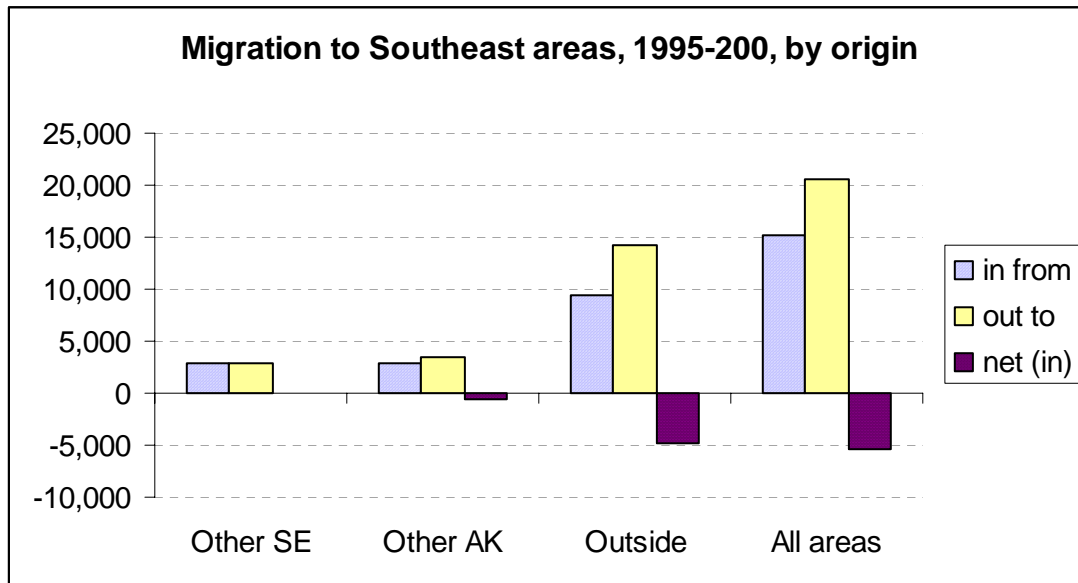 Migration to Southeast areas, 1995-200, by origin
25,000
20,000
15,000
10,000
5,000
0
-5,000
-10,000
Other SE
Other AK
Outside
All areas
in from
out to
net (in)